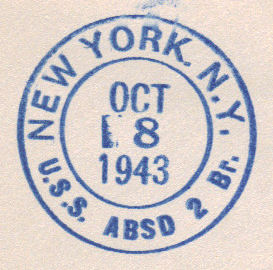 NEW YORK. N.Y.
OCT
8
1943
U.S.S. ABSD 2 Br.